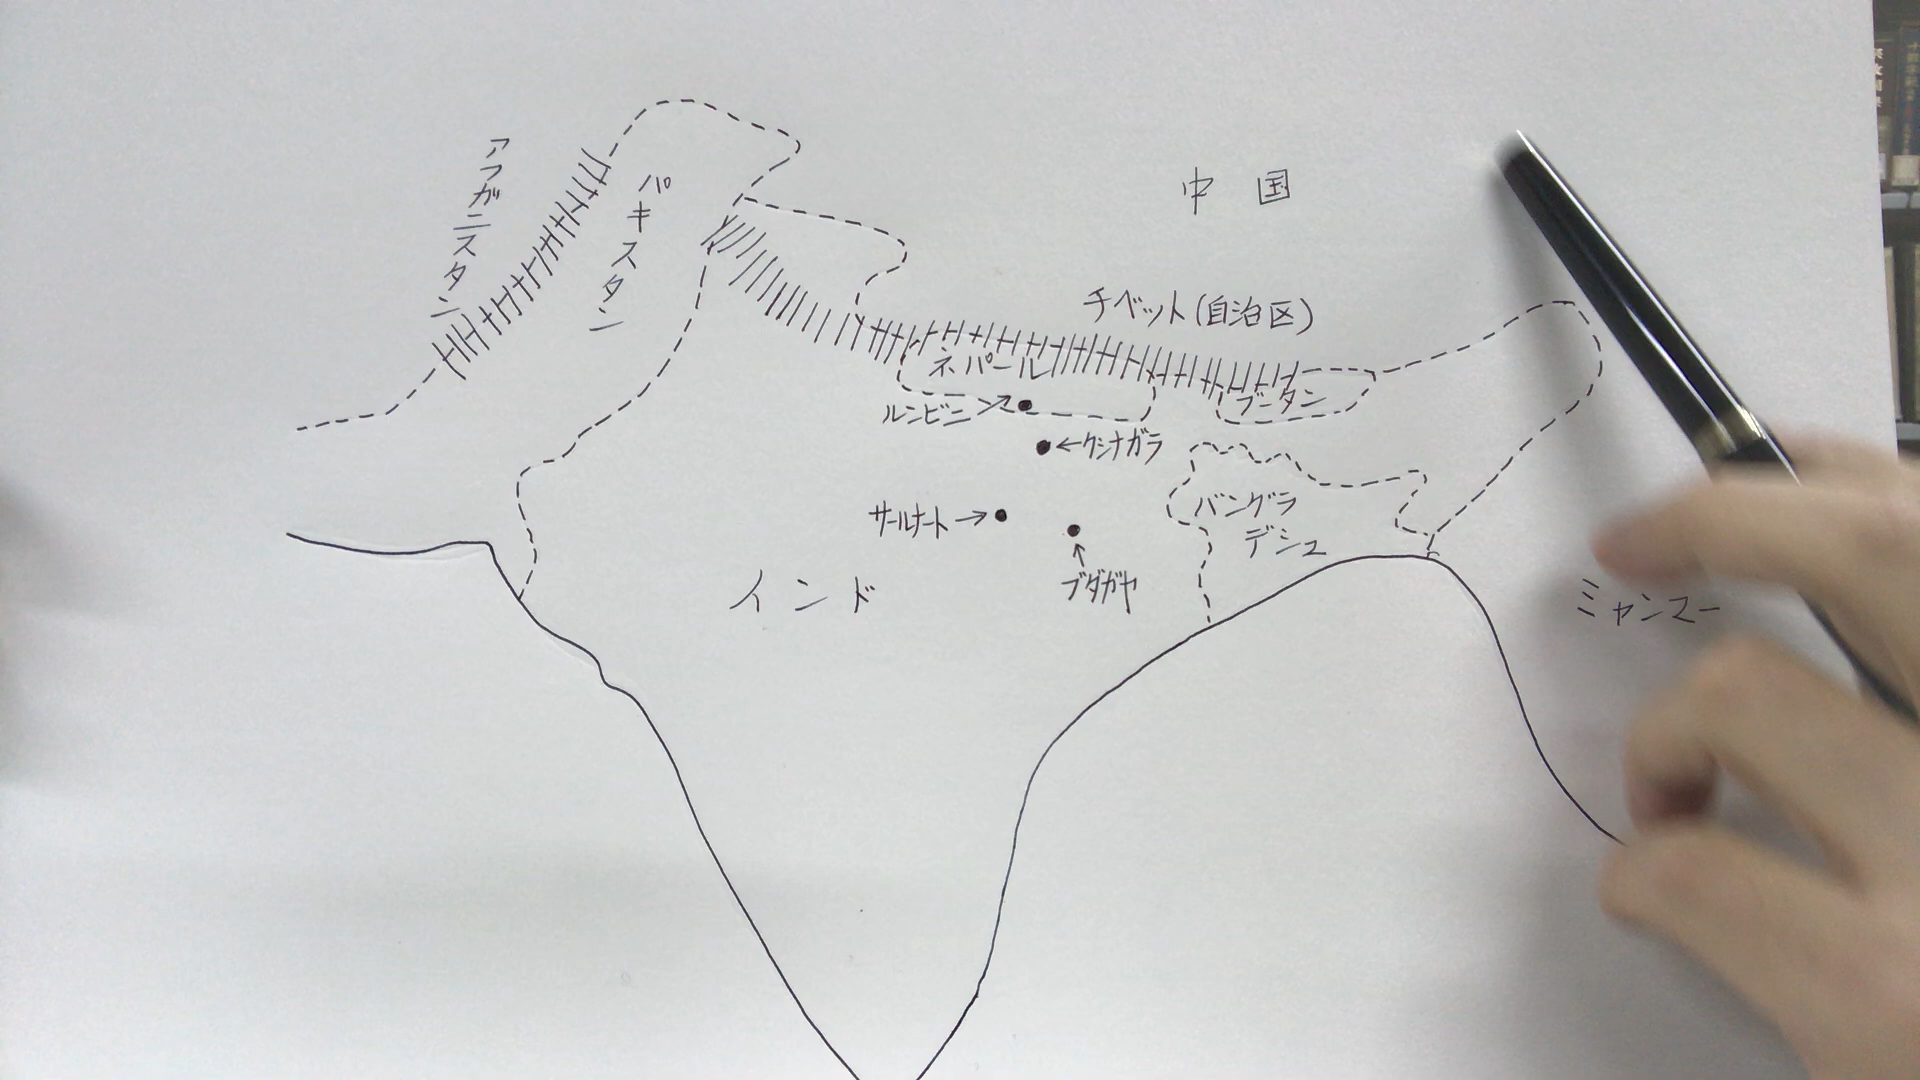 アフガニスタン
パキスタン
中国
チベット(自治区)
ネパール
ブータン
ルンビニ
クシナガラ
サールナート
ブダガヤ
バングラ
デシュ
インド
ミャンマー